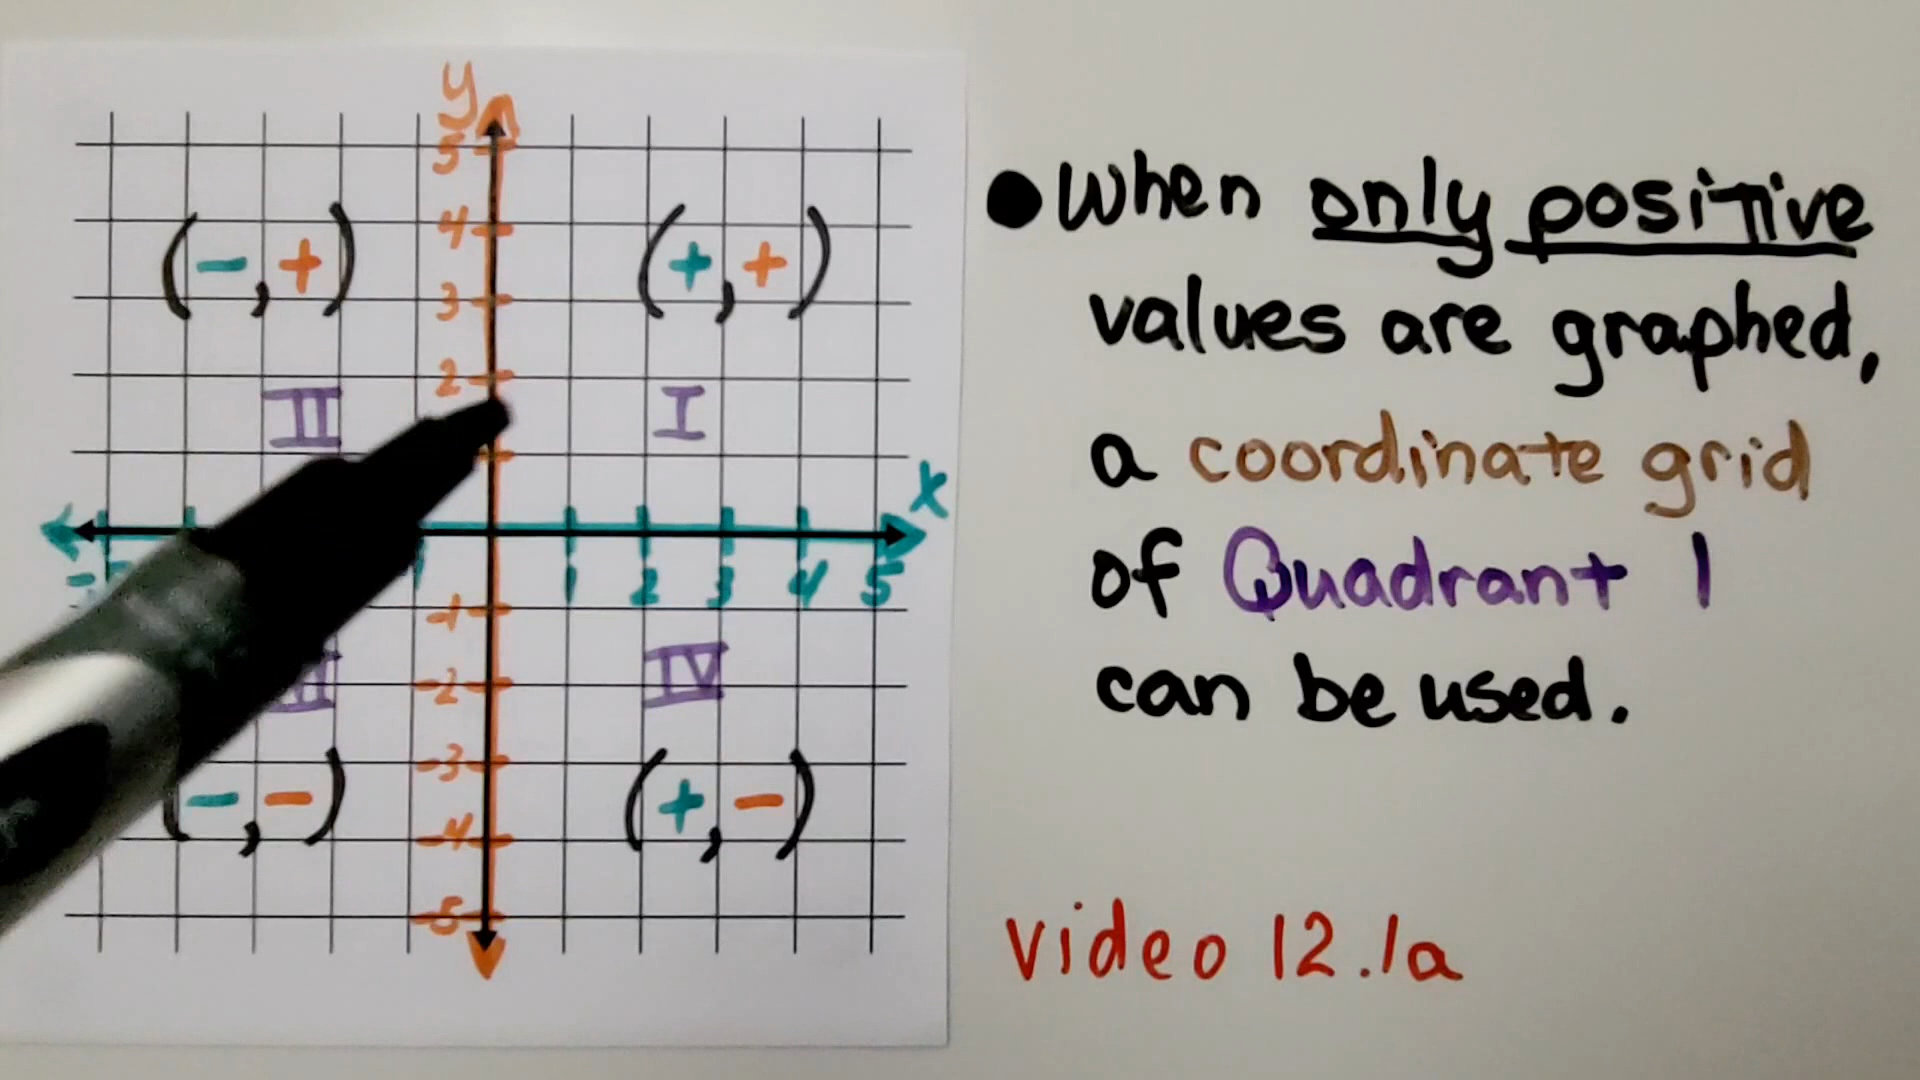 y
5
4
(-,+) (+,+)
3
2
II I
x
1 2 3 4 5
-1
IV
-2
-3
(-,-) (+,-)
-4
-5
• When only positive
values are graphed,
a coordinate grid
of Quadrant 1
can be used.
video 12.1a